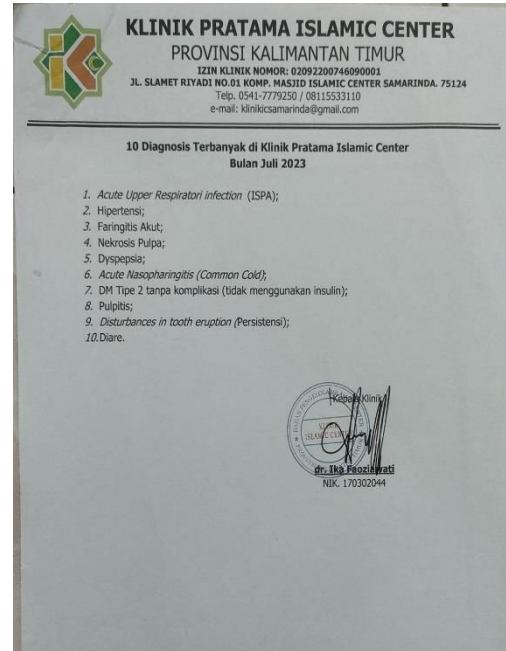 KLINIK PRATAMA ISLAMIC CENTER
PROVINSI KALIMANTAN TIMUR
IZIN KLINIK NOMOR: 02092200746090001
JL. SLAMET RIYADI NO.01 KOMP. MASJID ISLAMIC CENTER SAMARINDA. 75124
Telp. 0541-7779250 / 08115533110
e-mail: klinikicsamarinda@gmail.com
10 Diagnosis Terbanyak di Klinik Pratama Islamic Center
Bulan Juli 2023
1. Acute Upper Respiratori infection (ISPA);
2. Hipertensi;
3. Faringitis Akut;
4. Nekrosis Pulpa;
5. Dyspepsia;
6. Acute Nasopharingitis (Common Cold);
7. DM Tipe 2 tanpa komplikasi (tidak menggunakan insulin);
8. Pulpitis;
9. Disturbances in tooth eruption (Persistensi);
10.Diare.
Kepala Klinik
ISLAMIC CENTER
dr. Ika Faoziawati
NIK. 170302044